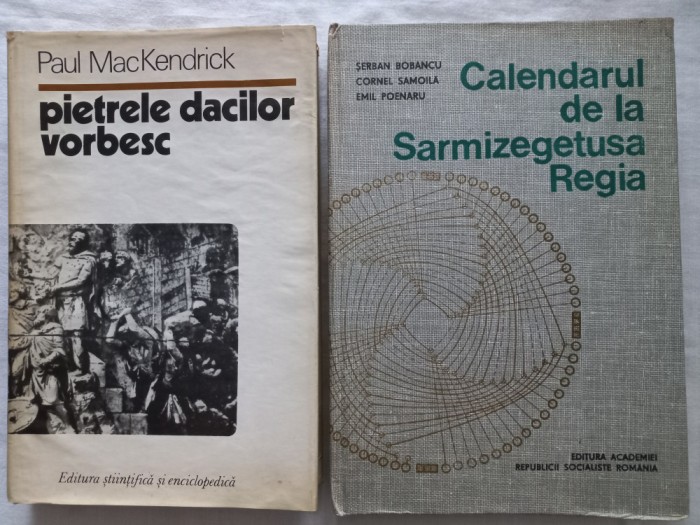 Paul MacKendrick
pietrele dacilor
vorbesc
Editura științifică și enciclopedică
ȘERBAN BOBANCU
CORNEL SAMOILĂ
EMIL POENARU
Calendarul
de la
Sarmizegetusa
Regia
EDITURA ACADEMIEI
REPUBLICII SOCIALISTE ROMÂNIA